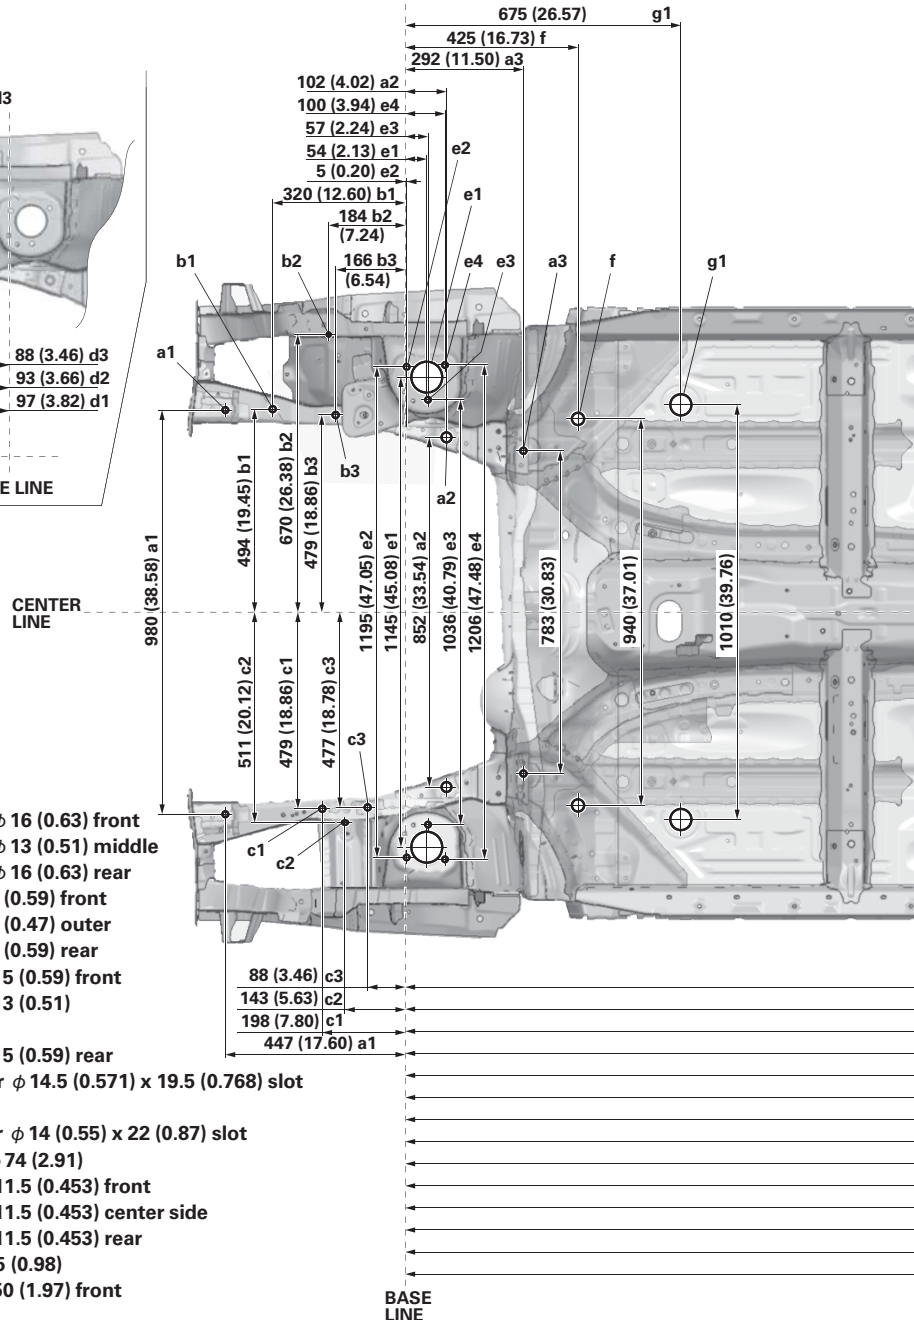 675 (26.57) g1
425 (16.73) f
292 (11.50) a3
102 (4.02) a2
100 (3.94) e4
57 (2.24) e3
54 (2.13) e1
5 (0.20) e2
320 (12.60) b1
184 b2
(7.24)
166 b3
(6.54)
e2
e1
b1
b2
e4
e3
a3
f
g1
a1
88 (3.46) d3
93 (3.66) d2
97 (3.82) d1
LINE
b3
a2
980 (38.58) a1
494 (19.45) b1
670 (26.38) b2
479 (18.86) b3
1195 (47.05) e2
1145 (45.08) e1
852 (33.54) a2
1036 (40.79) e3
1206 (47.48) e4
783 (30.83)
940 (37.01)
1010 (39.76)
CENTER
LINE
511 (20.12) c2
479 (18.86) c1
477 (18.78) c3
c3
c1
c2
ϕ 16 (0.63) front
ϕ 13 (0.51) middle
ϕ 16 (0.63) rear
(0.59) front
(0.47) outer
(0.59) rear
5 (0.59) front
3 (0.51)
5 (0.59) rear
ϕ 14.5 (0.571) x 19.5 (0.768) slot
ϕ 14 (0.55) x 22 (0.87) slot
74 (2.91)
11.5 (0.453) front
11.5 (0.453) center side
11.5 (0.453) rear
(0.98)
50 (1.97) front
88 (3.46) c3
143 (5.63) c2
198 (7.80) c1
447 (17.60) a1
BASE
LINE